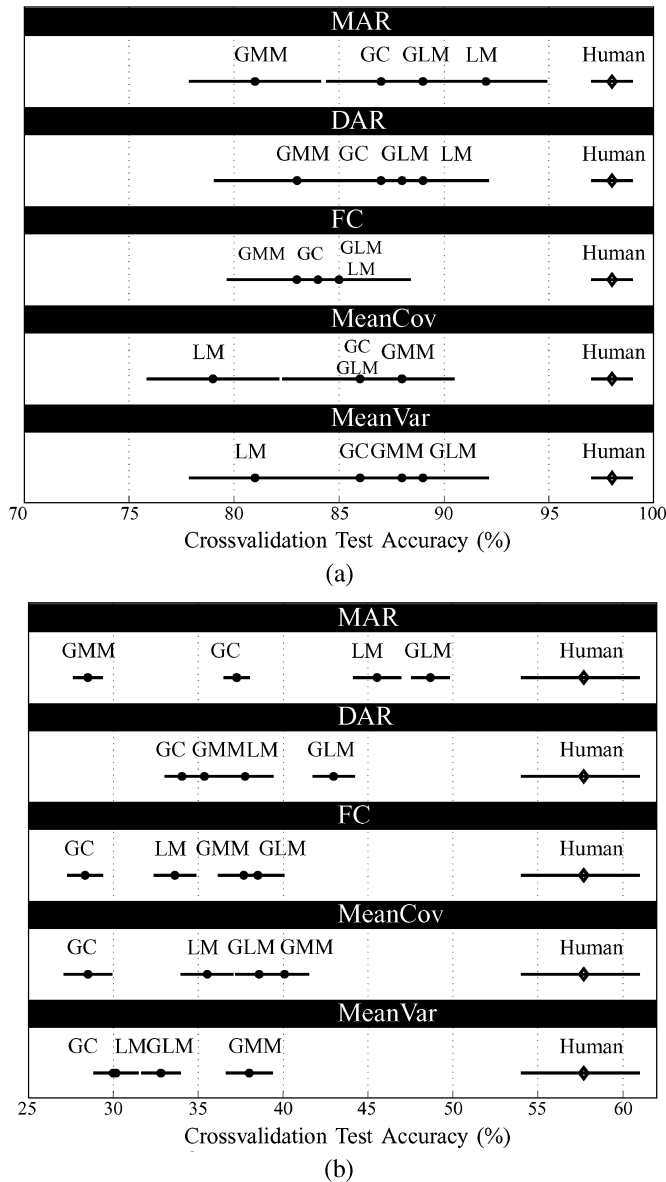 MAR
GMM GC GLM LM Human
DAR
GMM GC GLM LM Human
FC
GMM GC GLM Human
LM
MeanCov
LM GC GMM Human
GLM
MeanVar
LM GC GMM GLM Human
70 75 80 85 90 95 100
Crossvalidation Test Accuracy (%)
(a)
MAR
GMM GC LM GLM Human
DAR
GC GMM LM GLM Human
FC
GC LM GMM GLM Human
MeanCov
GC LM GLM GMM Human
MeanVar
GC LM GLM GMM Human
25 30 35 40 45 50 55 60
Crossvalidation Test Accuracy (%)
(b)